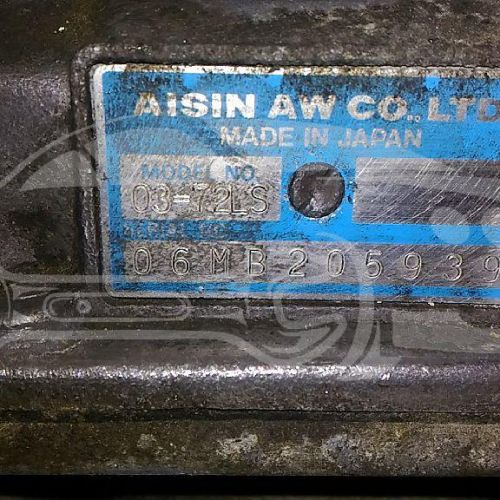 AISIN AW CO., LTD
MADE IN JAPAN
MODEL NO.
03-72LS
SERIAL NO.
06MB205939